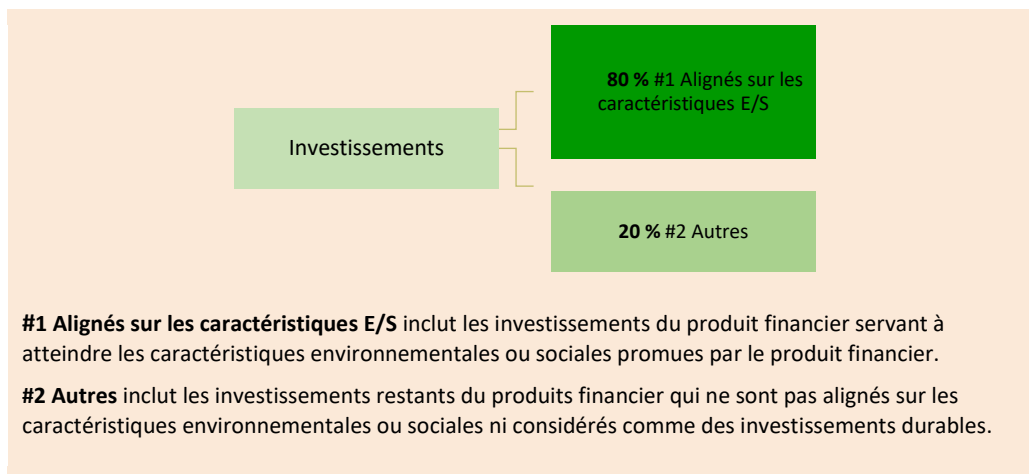 80 % #1 Alignés sur les
caractéristiques E/S
Investissements
20 % #2 Autres
#1 Alignés sur les caractéristiques E/S inclut les investissements du produit financier servant à
atteindre les caractéristiques environnementales ou sociales promues par le produit financier.
#2 Autres inclut les investissements restants du produits financier qui ne sont pas alignés sur les
caractéristiques environnementales ou sociales ni considérés comme des investissements durables.